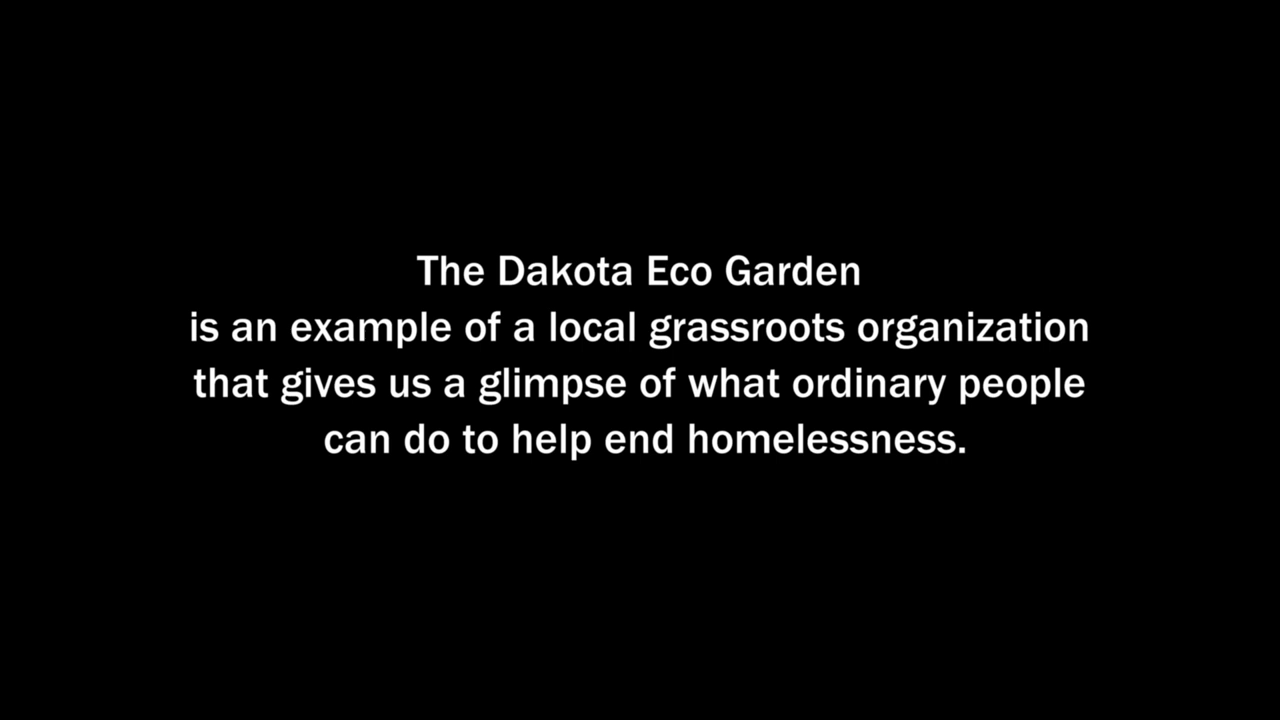 The Dakota Eco Garden
is an example of a local grassroots organization
that gives us a glimpse of what ordinary people
can do to help end homelessness.